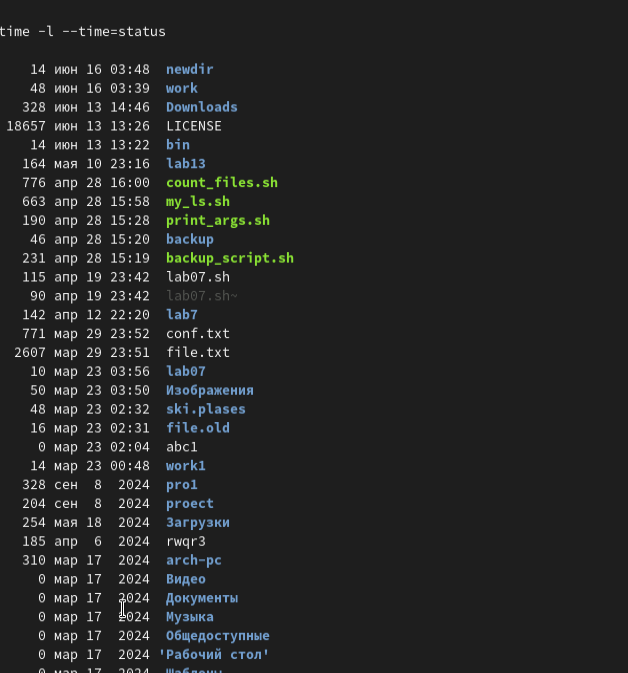 time -l --time=status
14 июн 16 03:48 newdir
48 июн 16 03:39 work
328 июн 13 14:46 Downloads
18657 июн 13 13:26 LICENSE
14 июн 13 13:22 bin
164 мая 10 23:16 lab13
776 апр 28 16:00 count_files.sh
663 апр 28 15:58 my_ls.sh
190 апр 28 15:28 print_args.sh
46 апр 28 15:20 backup
231 апр 28 15:19 backup_script.sh
115 апр 19 23:42 lab07.sh
90 апр 19 23:42 lab07.sh~
142 апр 12 22:20 lab7
771 мар 29 23:52 conf.txt
2607 мар 29 23:51 file.txt
10 мар 23 03:56 lab07
50 мар 23 03:50 Изображения
48 мар 23 02:32 ski.plases
16 мар 23 02:31 file.old
0 мар 23 02:04 abc1
14 мар 23 00:48 work1
328 сен 8 2024 pro1
204 сен 8 2024 proect
254 мая 18 2024 Загрузки
185 апр 6 2024 rwqr3
310 мар 17 2024 arch-pc
0 мар 17 2024 Видео
0 мар 17 2024 Документы
0 мар 17 2024 Музыка
0 мар 17 2024 Общедоступные
0 мар 17 2024 'Рабочий стол'
0 мар 17 2024 Шаблоны